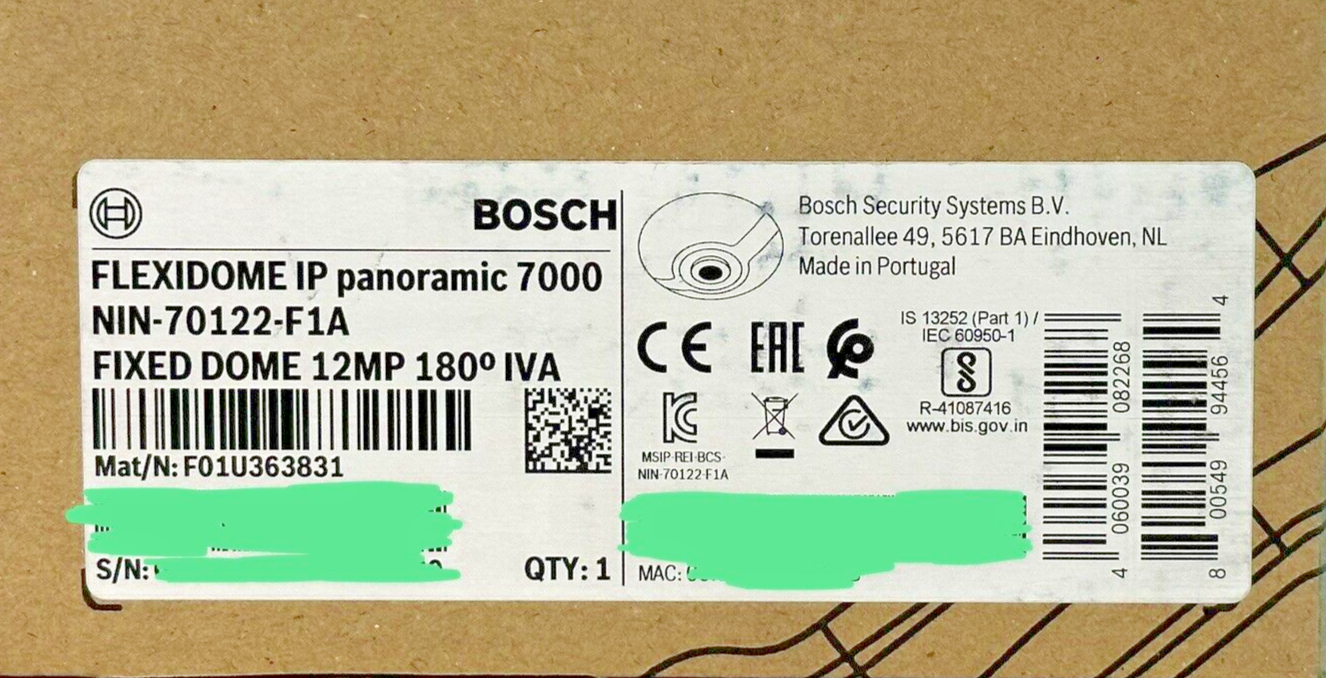 BOSCH
FLEXIDOME IP panoramic 7000
NIN-70122-F1A
FIXED DOME 12MP 180º IVA
Mat/N: F01U363831
S/N:
QTY: 1
Bosch Security Systems B.V.
Torenallee 49, 5617 BA Eindhoven, NL
Made in Portugal
CE EAC
IS 13252 (Part 1) /
IEC 60950-1
R-41087416
www.bis.gov.in
MSIP-REI-BCS-
NIN-70122-F1A
MAC:
4 060039 082268
8 00549 94456 4